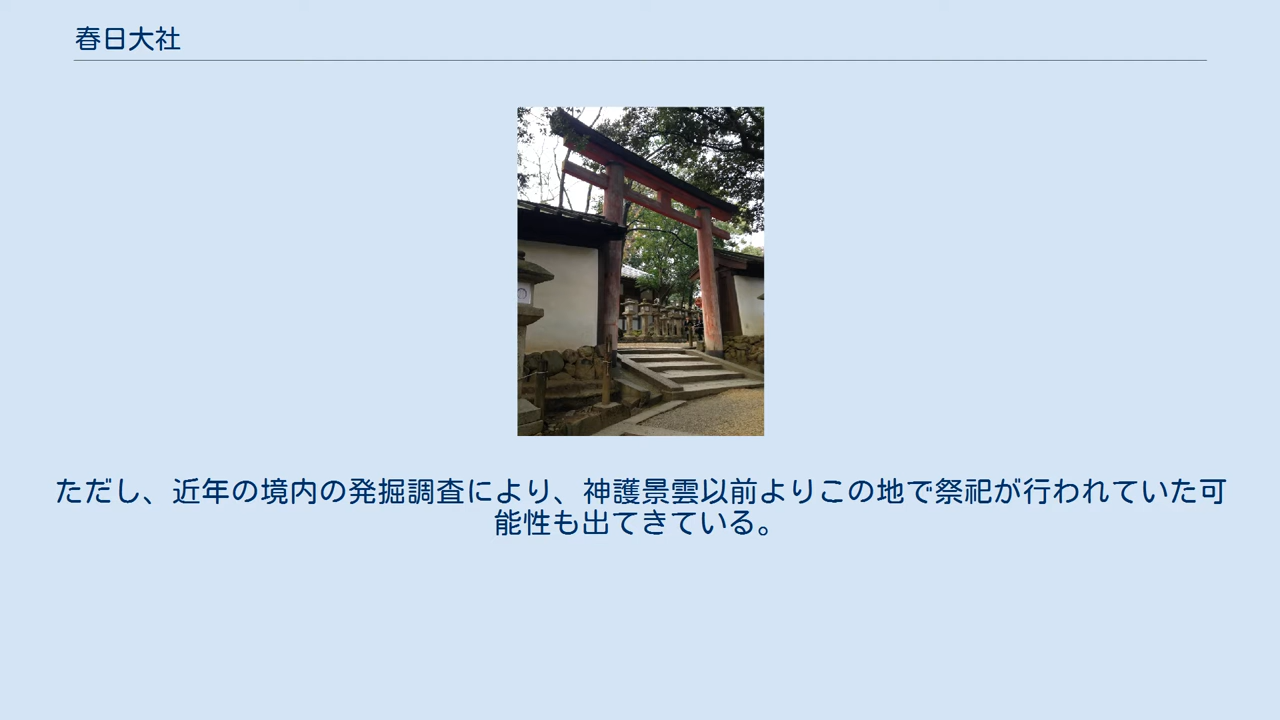 春日大社
ただし、近年の境内の発掘調査により、神護景雲以前よりこの地で祭祀が行われていた可
能性も出てきている。